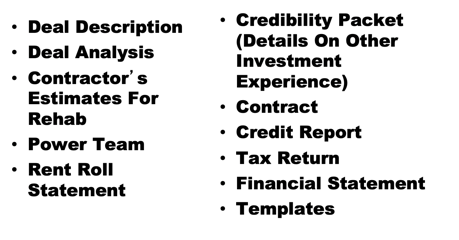 • Deal Description
• Deal Analysis
• Contractor's
Estimates For
Rehab
• Power Team
• Rent Roll
Statement
• Credibility Packet
(Details On Other
Investment
Experience)
• Contract
• Credit Report
• Tax Return
• Financial Statement
• Templates